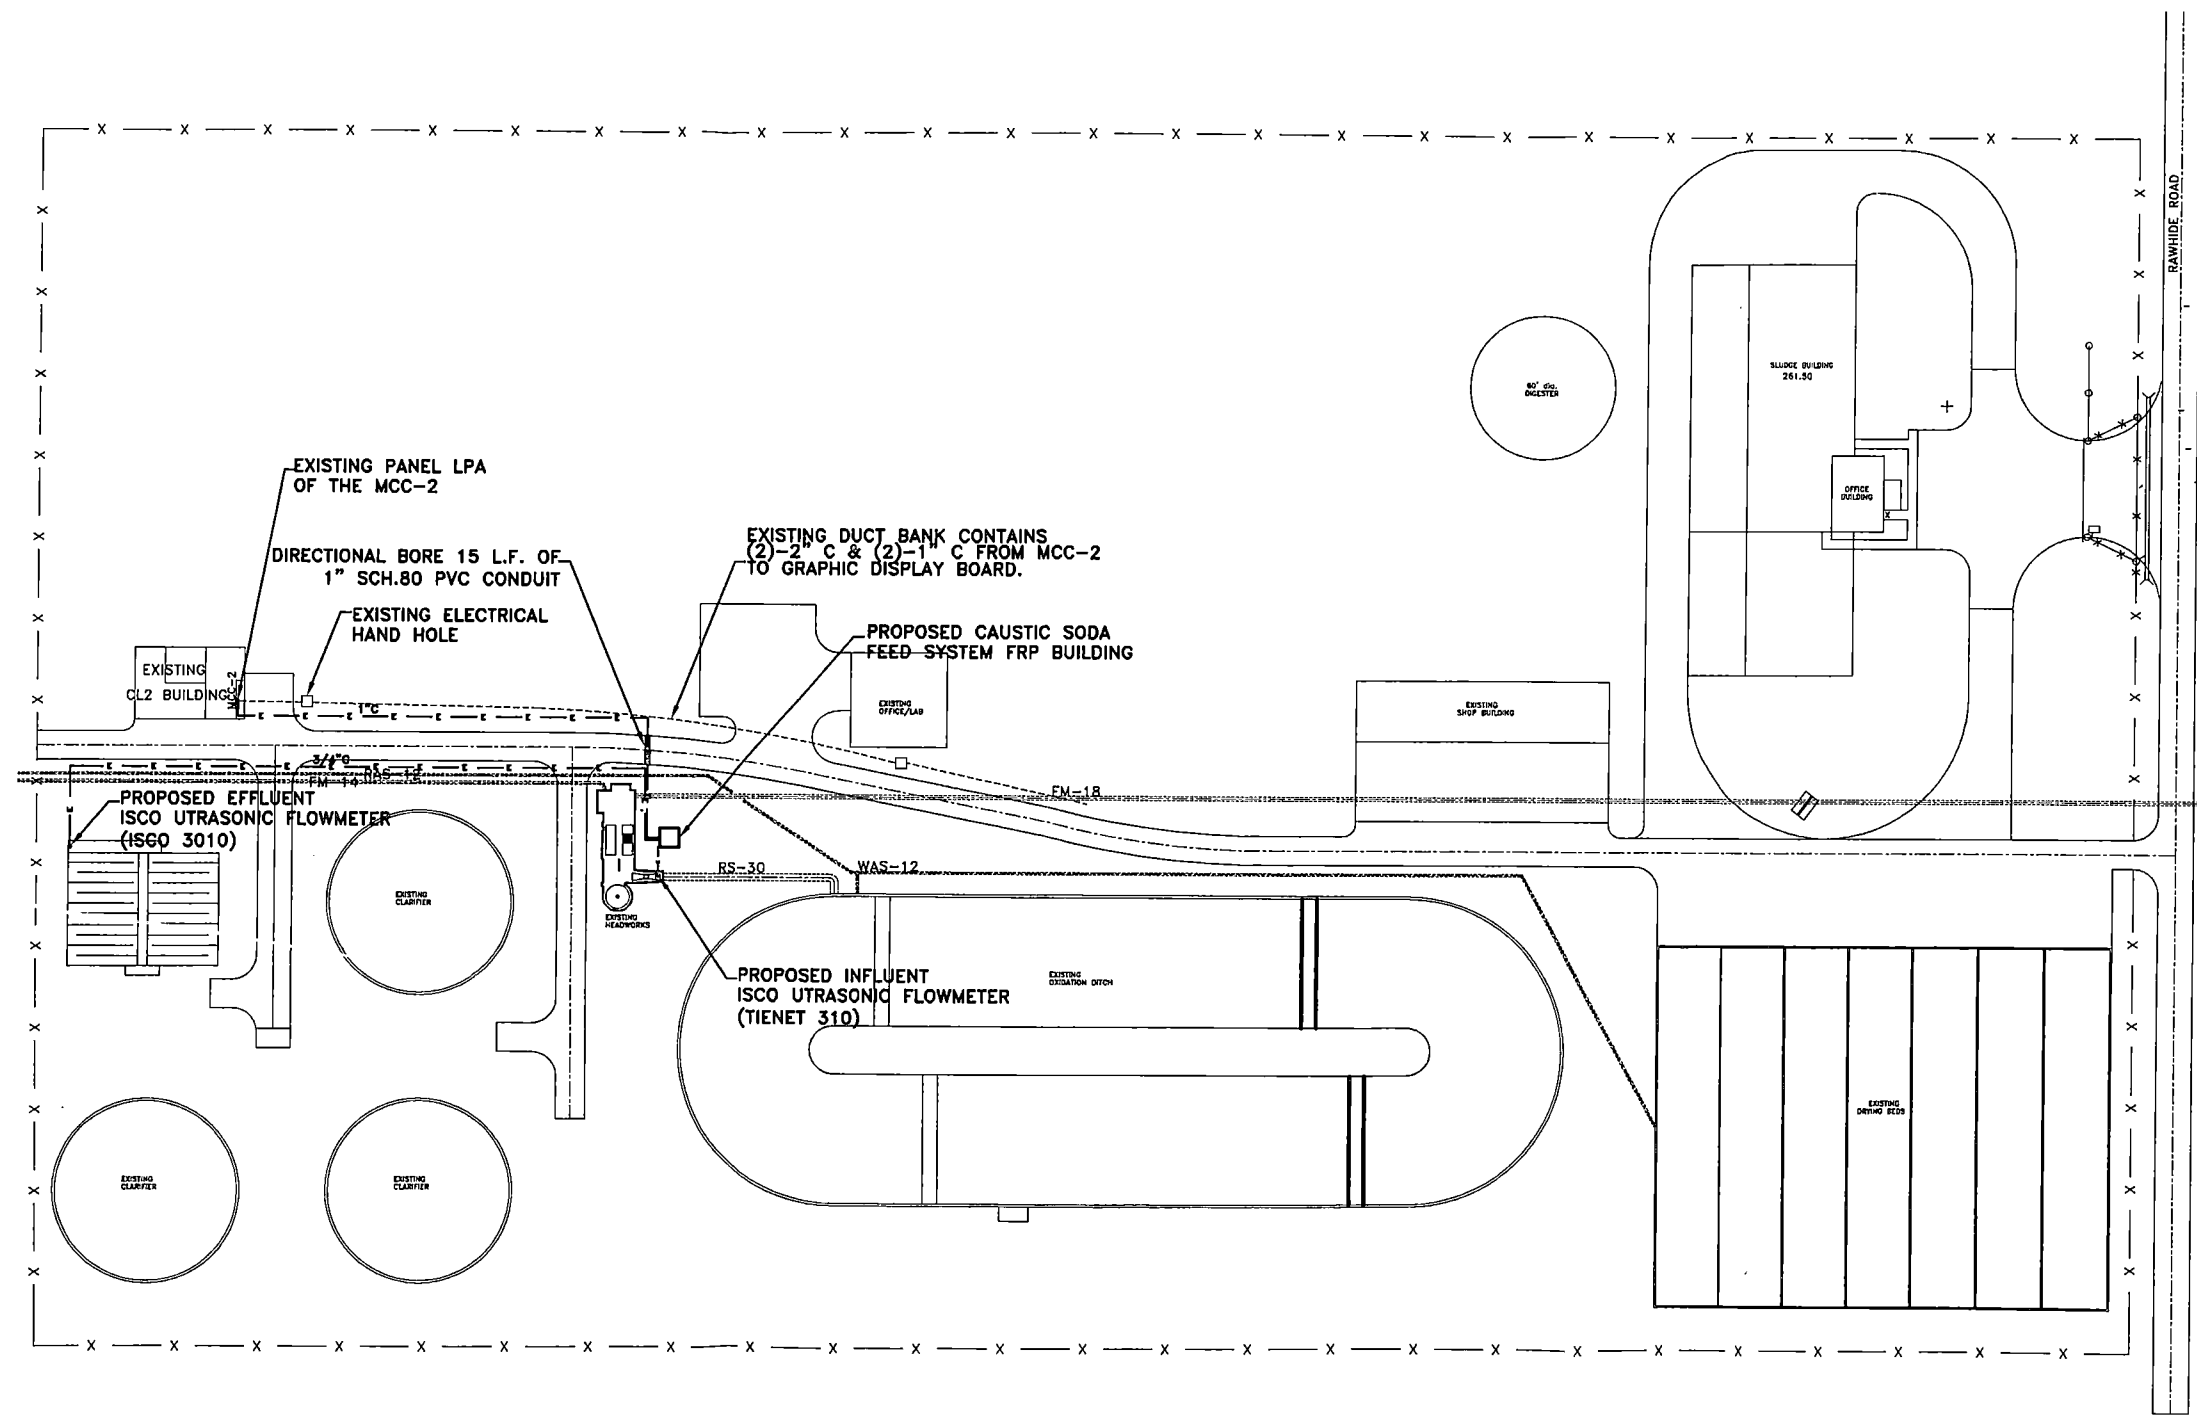 RAWHIDE ROAD
60' dia.
DIGESTER
SLUDGE BUILDING
261.50
OFFICE
BUILDING
EXISTING PANEL LPA
OF THE MCC-2
DIRECTIONAL BORE 15 L.F. OF
1" SCH.80 PVC CONDUIT
EXISTING ELECTRICAL
HAND HOLE
EXISTING DUCT BANK CONTAINS
(2)-2" C & (2)-1" C FROM MCC-2
TO GRAPHIC DISPLAY BOARD.
PROPOSED CAUSTIC SODA
FEED SYSTEM FRP BUILDING
EXISTING
CL2 BUILDING
MCC-2
1"C
EXISTING
OFFICE/LAB
EXISTING
SHOP BUILDING
3/4"C
RAS-12
FM-14
FM-18
PROPOSED EFFLUENT
ISCO UTRASONIC FLOWMETER
(ISCO 3010)
RS-30
WAS-12
EXISTING
CLARIFIER
EXISTING
HEADWORKS
PROPOSED INFLUENT
ISCO UTRASONIC FLOWMETER
(TIENET 310)
EXISTING
OXIDATION DITCH
EXISTING
DRYING BEDS
EXISTING
CLARIFIER
EXISTING
CLARIFIER